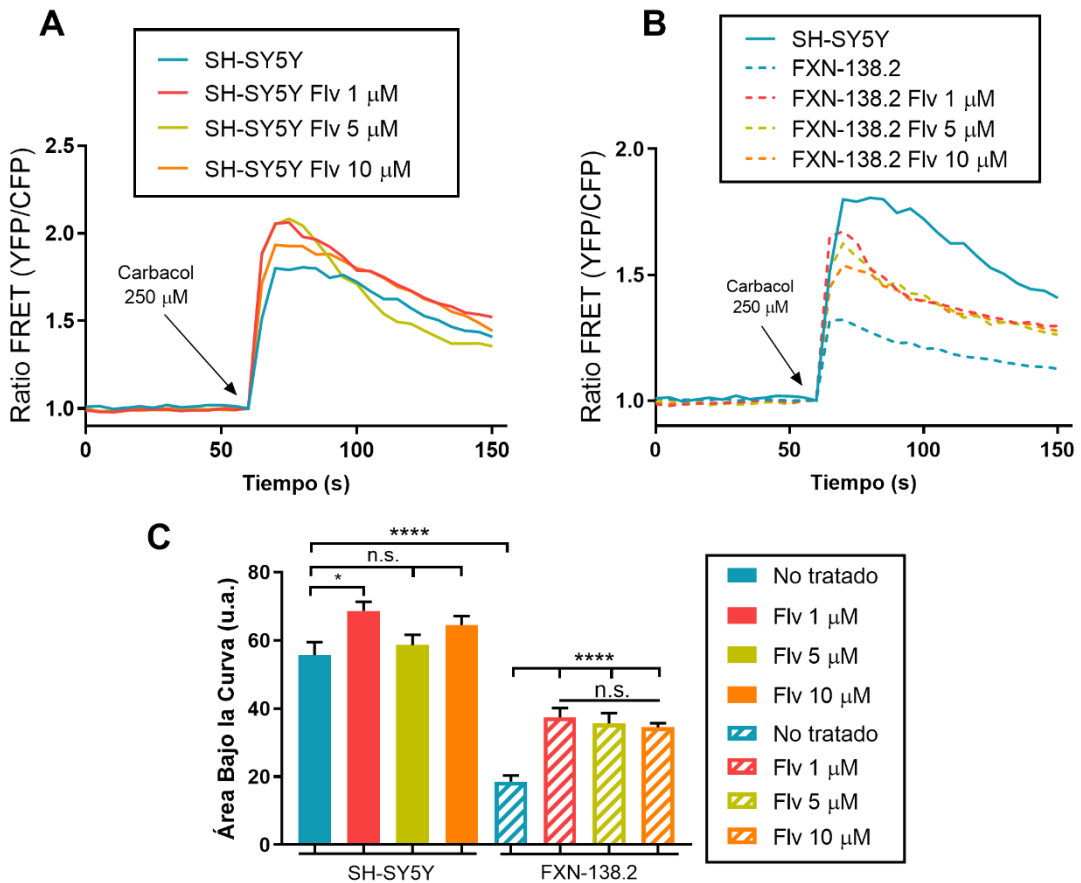 A
SH-SY5Y
SH-SY5Y Flv 1 μM
SH-SY5Y Flv 5 μM
SH-SY5Y Flv 10 μM
Ratio FRET (YFP/CFP)
2.5
2.0
1.5
1.0
Carbacol
250 μM
0
50
100
150
Tiempo (s)
B
SH-SY5Y
FXN-138.2
FXN-138.2 Flv 1 μM
FXN-138.2 Flv 5 μM
FXN-138.2 Flv 10 μM
Ratio FRET (YFP/CFP)
2.0
1.5
1.0
Carbacol
250 μM
0
50
100
150
Tiempo (s)
C
Área Bajo la Curva (u.a.)
80
60
40
20
0
****
n.s.
*
****
n.s.
SH-SY5Y
FXN-138.2
No tratado
Flv 1 μM
Flv 5 μM
Flv 10 μM
No tratado
Flv 1 μM
Flv 5 μM
Flv 10 μM